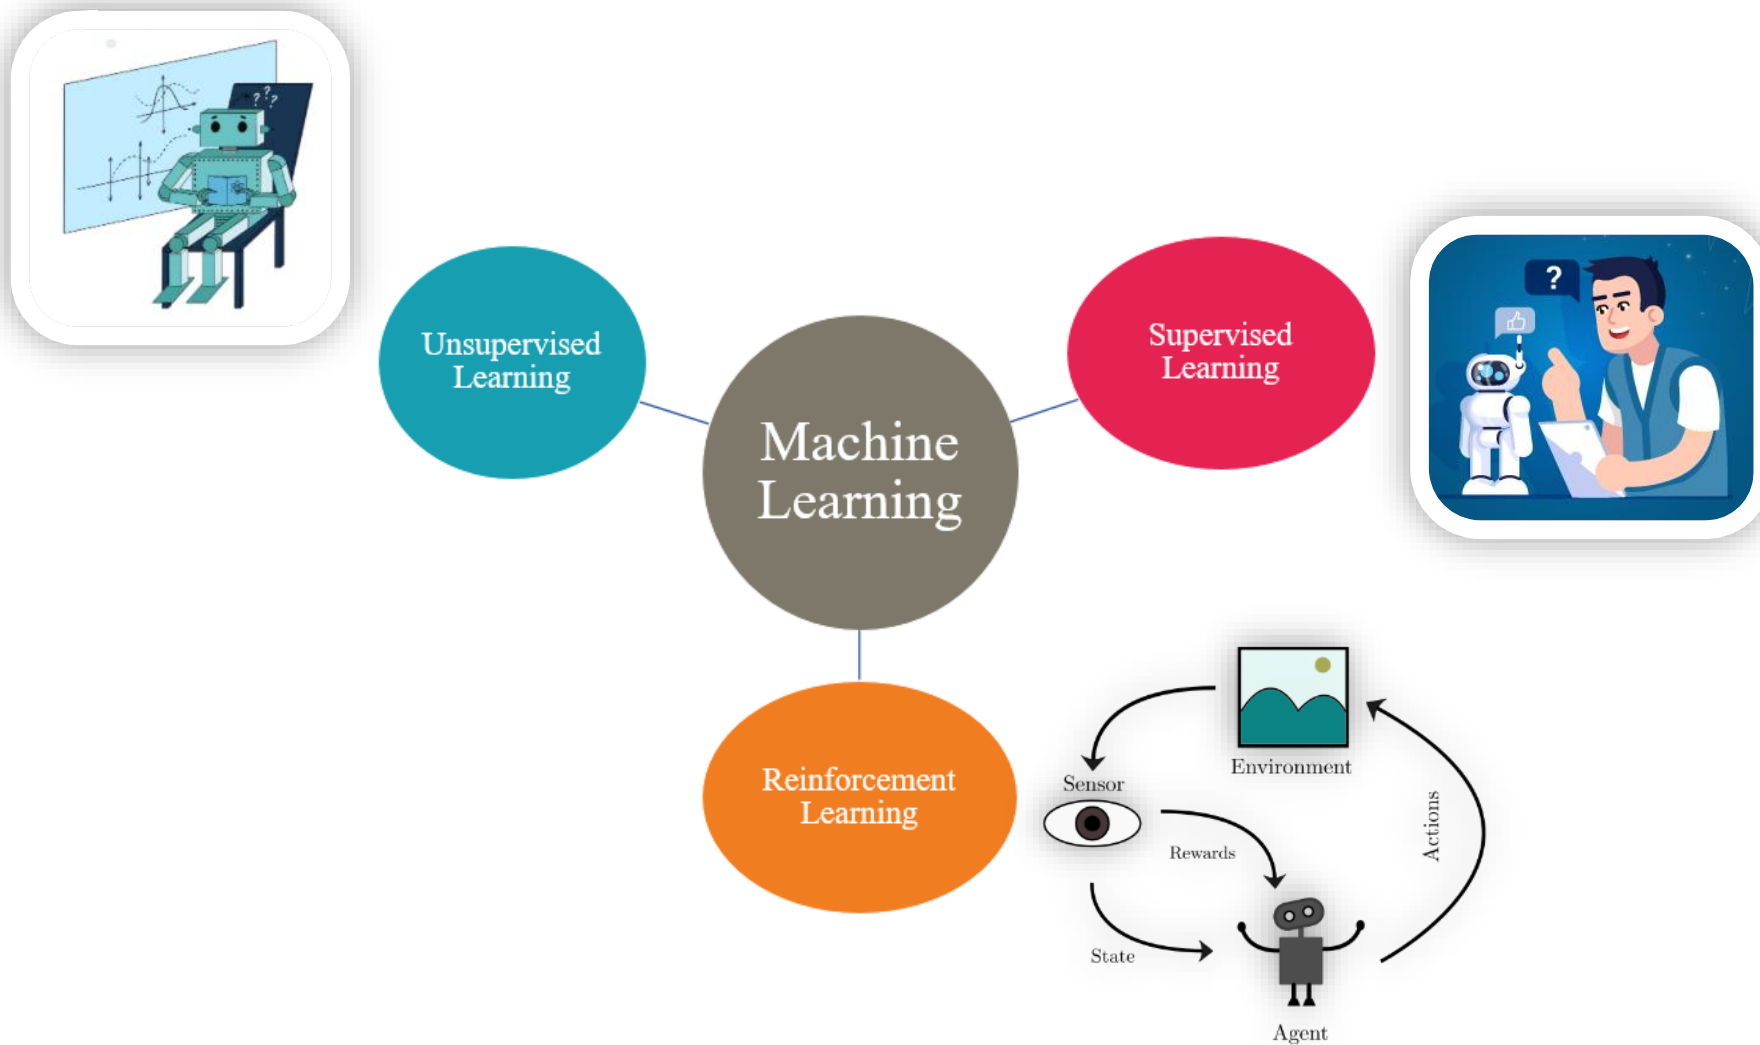 ???
Unsupervised
Learning
Supervised
Learning
?
Machine
Learning
Reinforcement
Learning
Environment
Sensor
Rewards
Actions
State
Agent